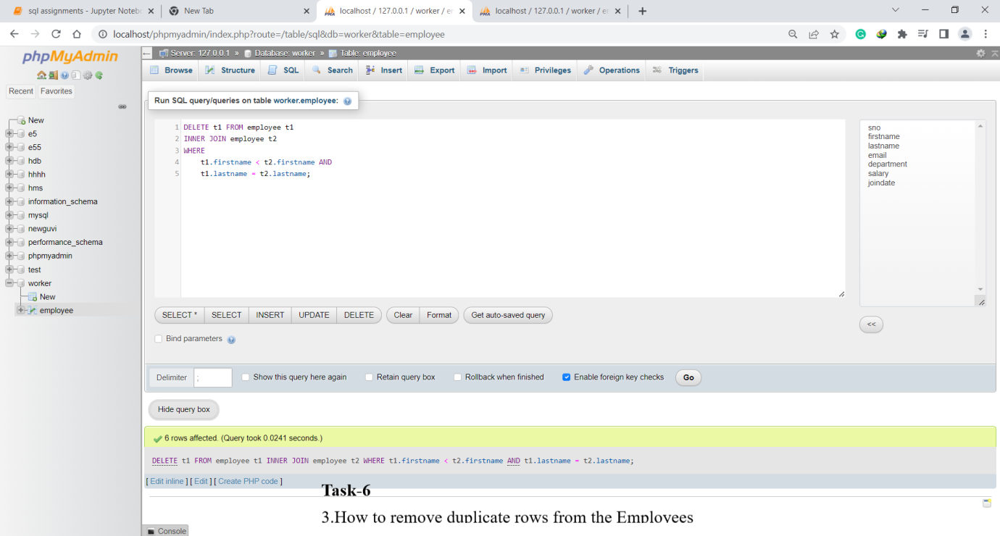 sql assignments - Jupyter Noteb
New Tab
localhost / 127.0.0.1 / worker / er
localhost / 127.0.0.1 / worker / er
localhost/phpmyadmin/index.php?route=/table/sql&db=worker&table=employee
phpMyAdmin
Recent Favorites
New
e5
e55
hdb
hhhh
hms
information_schema
mysql
newguvi
performance_schema
phpmyadmin
test
worker
New
employee
Server: 127.0.0.1 » Database: worker » Table: employee
Browse Structure SQL Search Insert Export Import Privileges Operations Triggers
Run SQL query/queries on table worker.employee:
1 DELETE t1 FROM employee t1
2 INNER JOIN employee t2
3 WHERE
4 t1.firstname < t2.firstname AND
5 t1.lastname = t2.lastname;
sno
firstname
lastname
email
department
salary
joindate
SELECT * SELECT INSERT UPDATE DELETE Clear Format Get auto-saved query
<<
Bind parameters
Delimiter ; Show this query here again Retain query box Rollback when finished Enable foreign key checks Go
Hide query box
6 rows affected. (Query took 0.0241 seconds.)
DELETE t1 FROM employee t1 INNER JOIN employee t2 WHERE t1.firstname < t2.firstname AND t1.lastname = t2.lastname;
[ Edit inline ] [ Edit ] [ Create PHP code ]
Task-6
3.How to remove duplicate rows from the Employees
Console